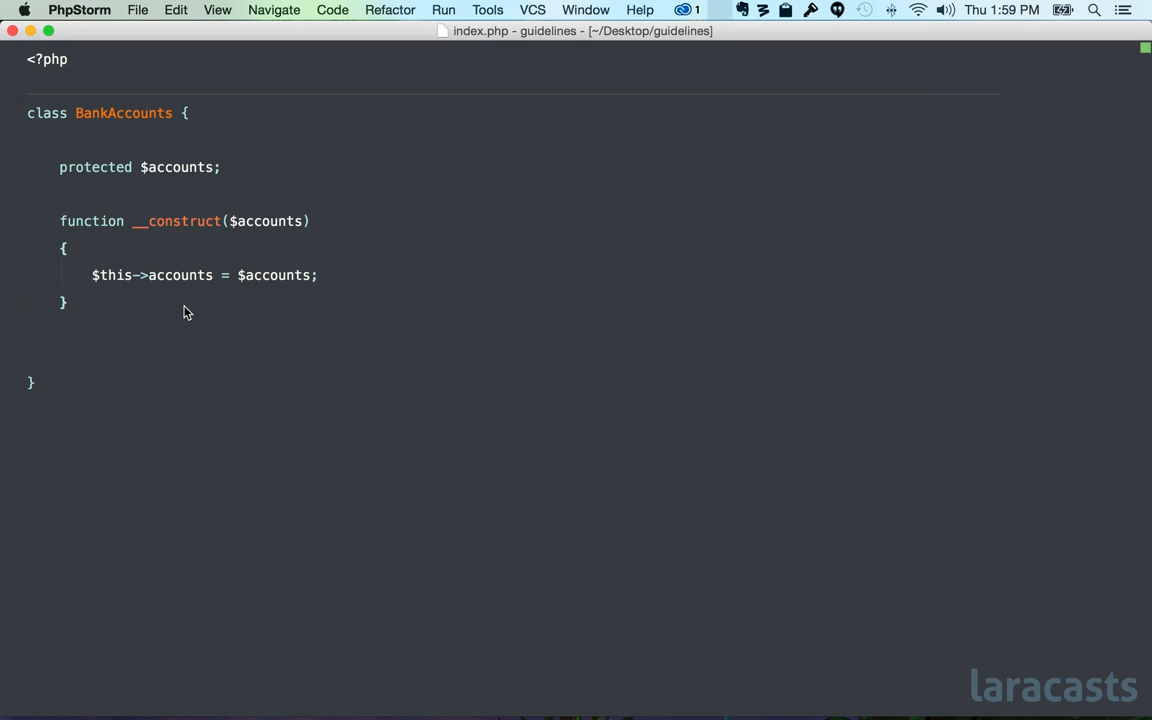 PhpStorm File Edit View Navigate Code Refactor Run Tools VCS Window Help 1 Thu 1:59 PM
index.php - guidelines - [~/Desktop/guidelines]
<?php
class BankAccounts {
protected $accounts;
function __construct($accounts)
{
$this->accounts = $accounts;
}
}
laracasts